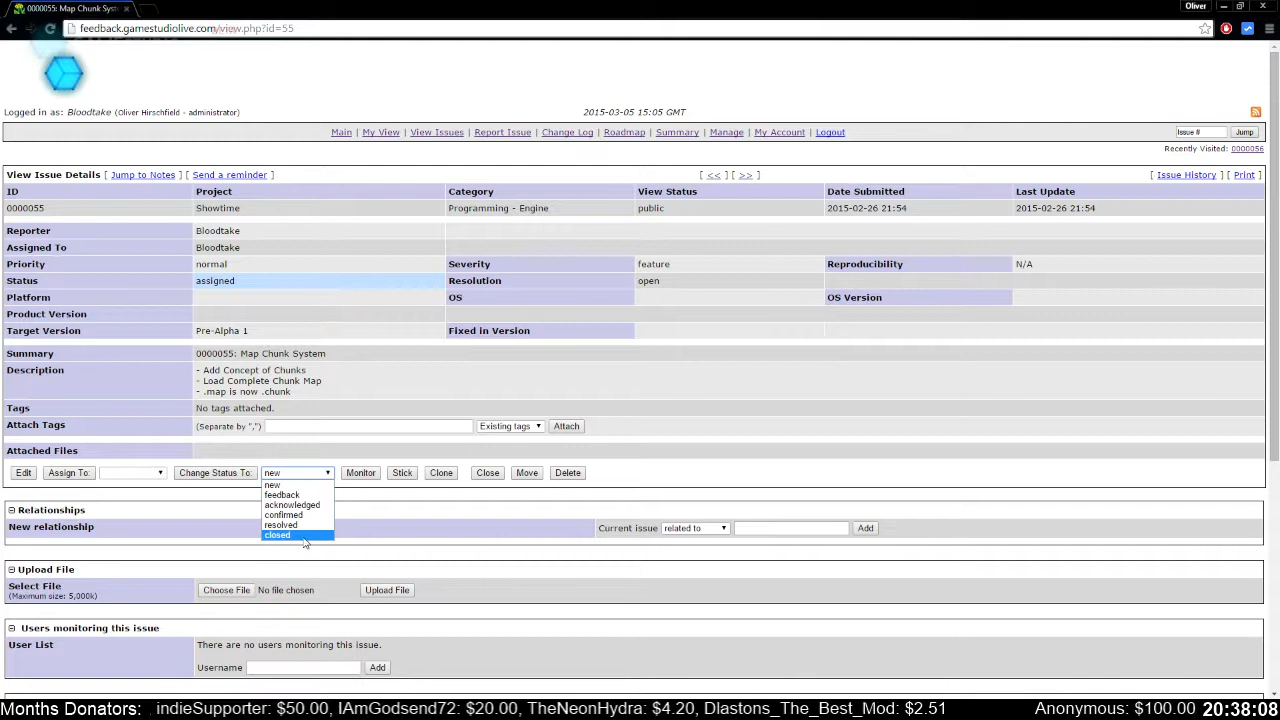 0000055: Map Chunk Syst
Oliver
feedback.gamestudiolive.com/view.php?id=55
Logged in as: Bloodtake (Oliver Hirschfield - administrator)
2015-03-05 15:05 GMT
Main | My View | View Issues | Report Issue | Change Log | Roadmap | Summary | Manage | My Account | Logout
Issue # Jump
Recently Visited: 0000056
View Issue Details [ Jump to Notes ] [ Send a reminder ] [ << ] [ >> ] [ Issue History ] [ Print ]
ID Project Category View Status Date Submitted Last Update
0000055 Showtime Programming - Engine public 2015-02-26 21:54 2015-02-26 21:54
Reporter Bloodtake
Assigned To Bloodtake
Priority normal Severity feature Reproducibility N/A
Status assigned Resolution open
Platform OS OS Version
Product Version
Target Version Pre-Alpha 1 Fixed in Version
Summary 0000055: Map Chunk System
Description - Add Concept of Chunks
- Load Complete Chunk Map
- .map is now .chunk
Tags No tags attached.
Attach Tags (Separate by ",") Existing tags Attach
Attached Files
Edit Assign To: Change Status To: new Monitor Stick Clone Close Move Delete
new
feedback
acknowledged
confirmed
resolved
closed
Relationships
New relationship Current issue related to Add
Upload File
Select File
(Maximum size: 5,000k) Choose File No file chosen Upload File
Users monitoring this issue
User List There are no users monitoring this issue.
Username Add
Months Donators: indieSupporter: $50.00, IAmGodsend72: $20.00, TheNeonHydra: $4.20, Dlastons_The_Best_Mod: $2.51 Anonymous: $100.00 20:38:08